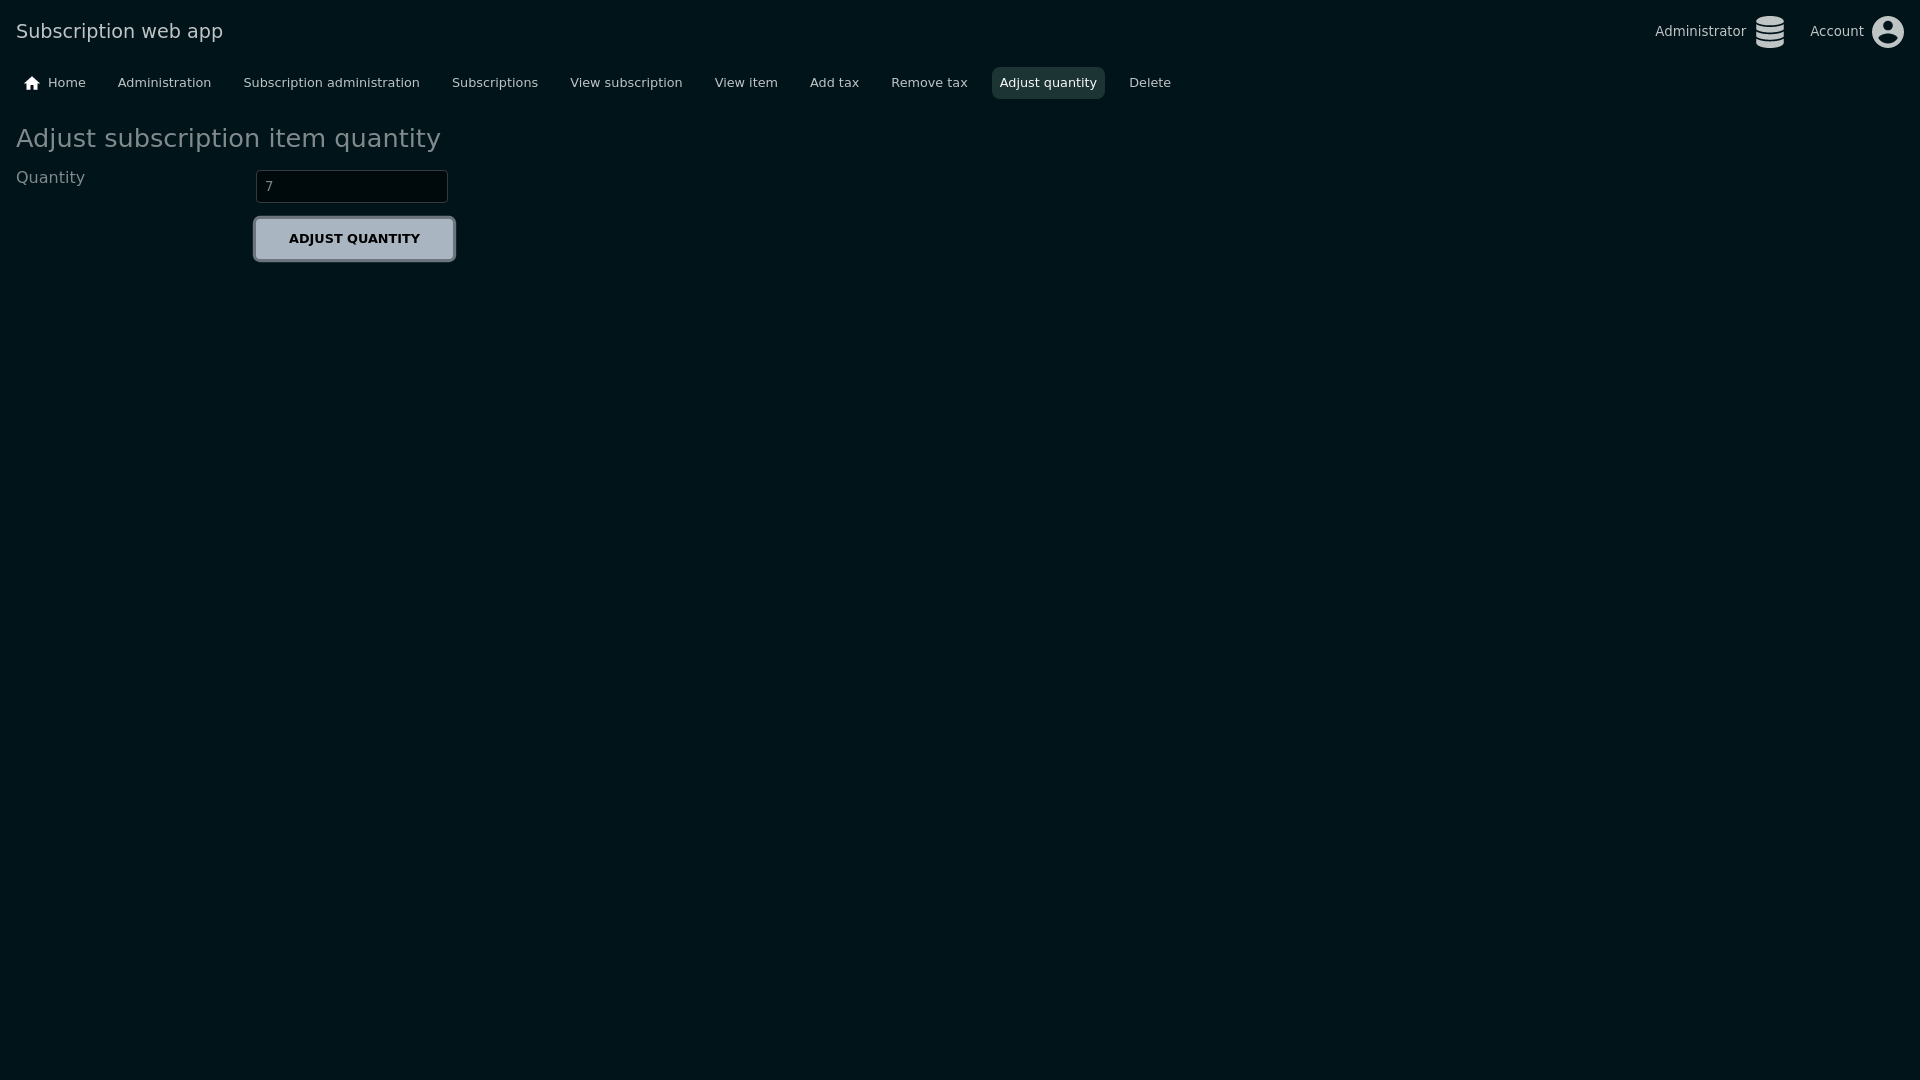 Subscription web app
Administrator
Account
Home
Administration
Subscription administration
Subscriptions
View subscription
View item
Add tax
Remove tax
Adjust quantity
Delete
Adjust subscription item quantity
Quantity
7
ADJUST QUANTITY